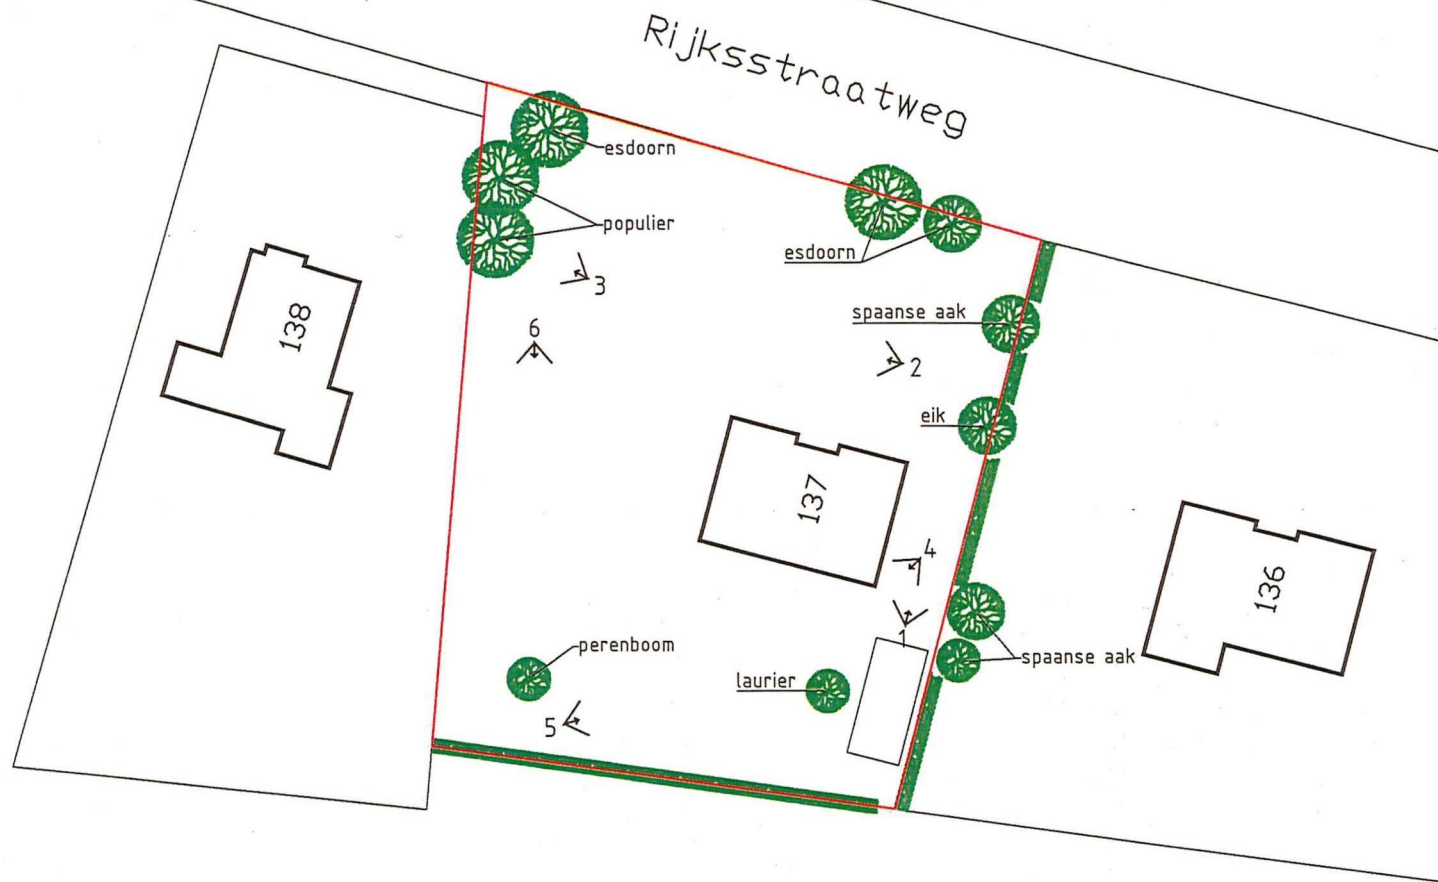 Rijksstraatweg
esdoorn
populier
3
esdoorn
spaanse aak
6
2
138
eik
137
4
136
1
perenboom
spaanse aak
laurier
5